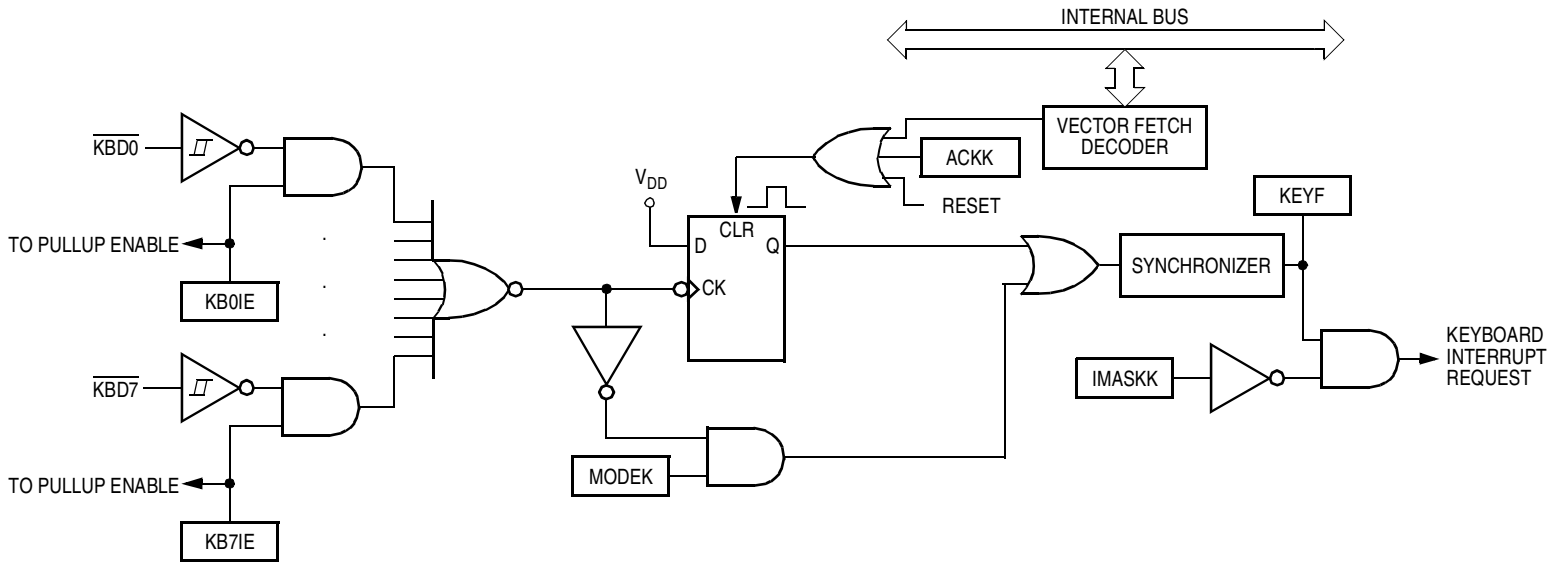 INTERNAL BUS
VECTOR FETCH
DECODER
ACKK
RESET
KBD0
VDD
KEYF
TO PULLUP ENABLE
CLR
D
Q
SYNCHRONIZER
KB0IE
CK
KEYBOARD
INTERRUPT
REQUEST
IMASKK
KBD7
MODEK
TO PULLUP ENABLE
KB7IE